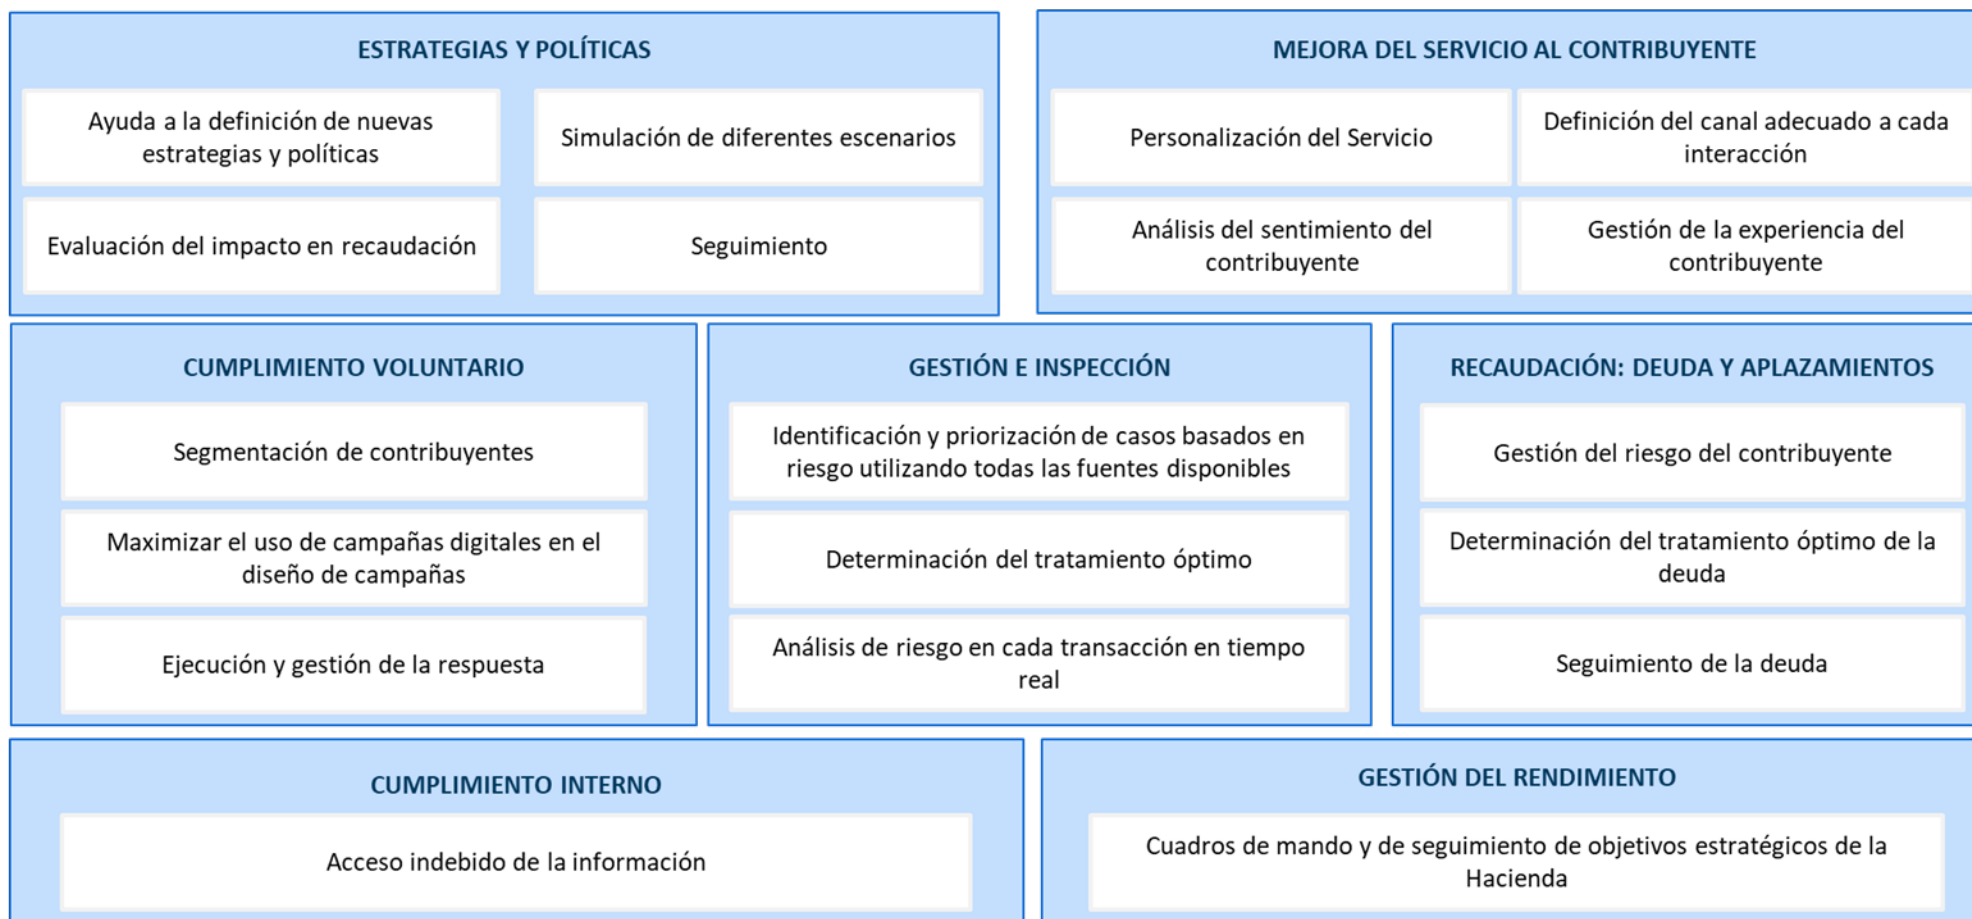 ESTRATEGIAS Y POLÍTICAS
Ayuda a la definición de nuevas
estrategias y políticas
Simulación de diferentes escenarios
Evaluación del impacto en recaudación
Seguimiento
MEJORA DEL SERVICIO AL CONTRIBUYENTE
Personalización del Servicio
Definición del canal adecuado a cada
interacción
Análisis del sentimiento del
contribuyente
Gestión de la experiencia del
contribuyente
CUMPLIMIENTO VOLUNTARIO
Segmentación de contribuyentes
Maximizar el uso de campañas digitales en el
diseño de campañas
Ejecución y gestión de la respuesta
GESTIÓN E INSPECCIÓN
Identificación y priorización de casos basados en
riesgo utilizando todas las fuentes disponibles
Determinación del tratamiento óptimo
Análisis de riesgo en cada transacción en tiempo
real
RECAUDACIÓN: DEUDA Y APLAZAMIENTOS
Gestión del riesgo del contribuyente
Determinación del tratamiento óptimo de la
deuda
Seguimiento de la deuda
CUMPLIMIENTO INTERNO
Acceso indebido de la información
GESTIÓN DEL RENDIMIENTO
Cuadros de mando y de seguimiento de objetivos estratégicos de la
Hacienda